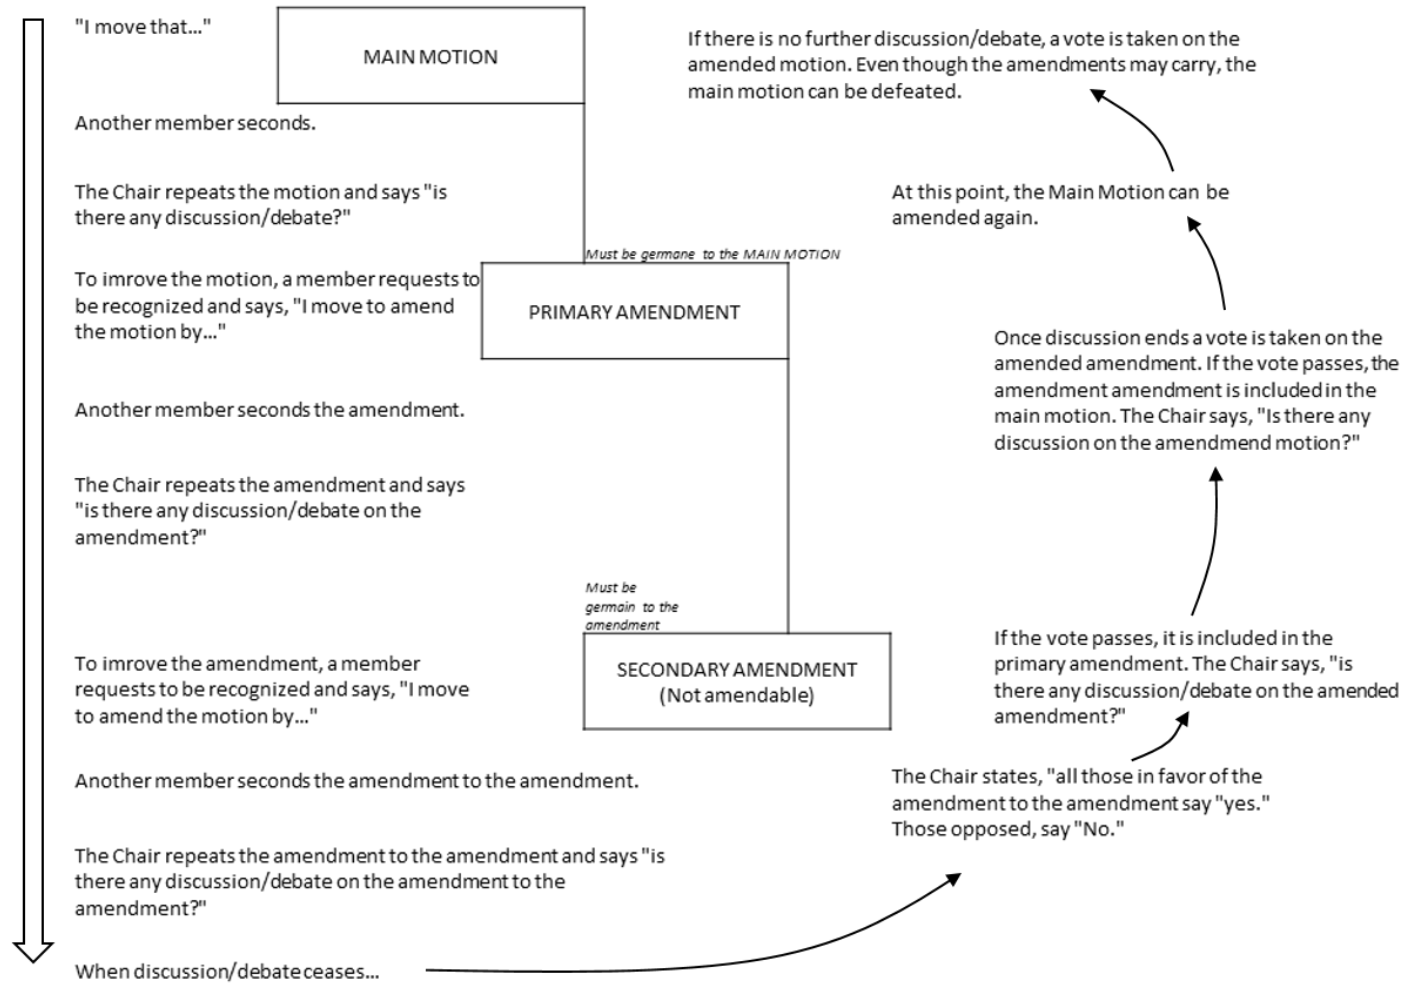 "I move that..."
MAIN MOTION
Another member seconds.
The Chair repeats the motion and says "is
there any discussion/debate?"
Must be germane to the MAIN MOTION
To imrove the motion, a member requests to
be recognized and says, "I move to amend
the motion by..."
PRIMARY AMENDMENT
Another member seconds the amendment.
The Chair repeats the amendment and says
"is there any discussion/debate on the
amendment?"
Must be
germain to the
amendment
To imrove the amendment, a member
requests to be recognized and says, "I move
to amend the motion by..."
SECONDARY AMENDMENT
(Not amendable)
Another member seconds the amendment to the amendment.
The Chair repeats the amendment to the amendment and says "is
there any discussion/debate on the amendment to the
amendment?"
When discussion/debate ceases...
The Chair states, "all those in favor of the
amendment to the amendment say "yes."
Those opposed, say "No."
If the vote passes, it is included in the
primary amendment. The Chair says, "is
there any discussion/debate on the amended
amendment?"
Once discussion ends a vote is taken on the
amended amendment. If the vote passes, the
amendment amendment is included in the
main motion. The Chair says, "Is there any
discussion on the amendmend motion?"
At this point, the Main Motion can be
amended again.
If there is no further discussion/debate, a vote is taken on the
amended motion. Even though the amendments may carry, the
main motion can be defeated.